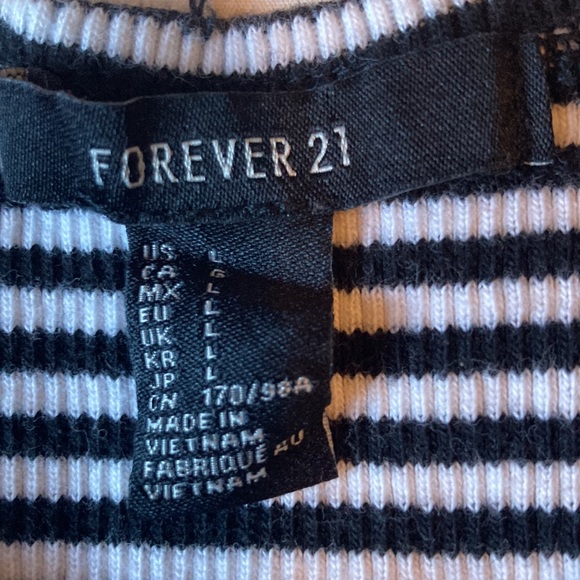 FOREVER 21
US L
CA G
MX L
EU L
UK L
KR L
JP L
CN 170/98A
MADE IN
VIETNAM
FABRIQUÉ AU
VIETNAM